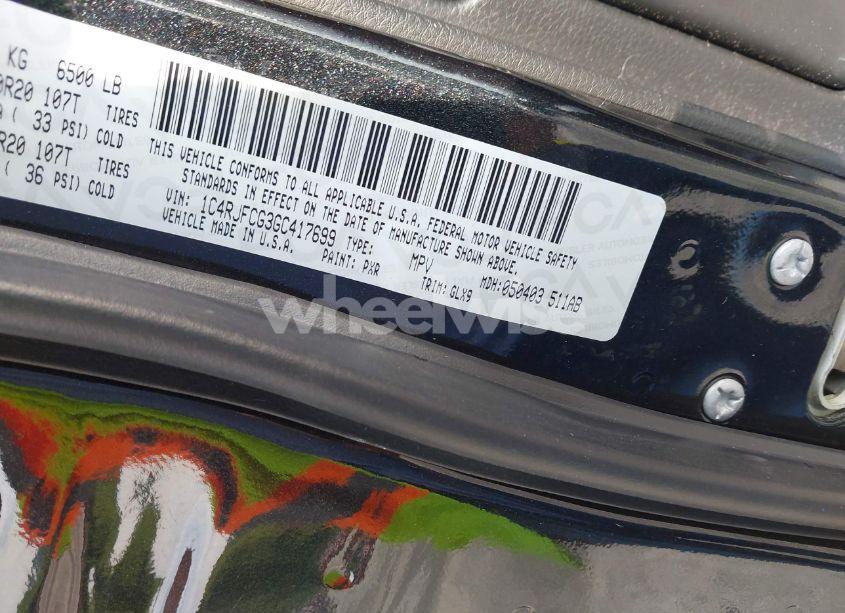 KG 6500 LB
0R20 107T TIRES
( 33 PSI) COLD
R20 107T TIRES
( 36 PSI) COLD
THIS VEHICLE CONFORMS TO ALL APPLICABLE U.S.A. FEDERAL MOTOR VEHICLE SAFETY
STANDARDS IN EFFECT ON THE DATE OF MANUFACTURE SHOWN ABOVE.
VIN: 1C4RJFCG3GC417699 TYPE: MPV MDH:050403 511AB
VEHICLE MADE IN U.S.A. PAINT: PXR TRIM: GLX9
wheelwise